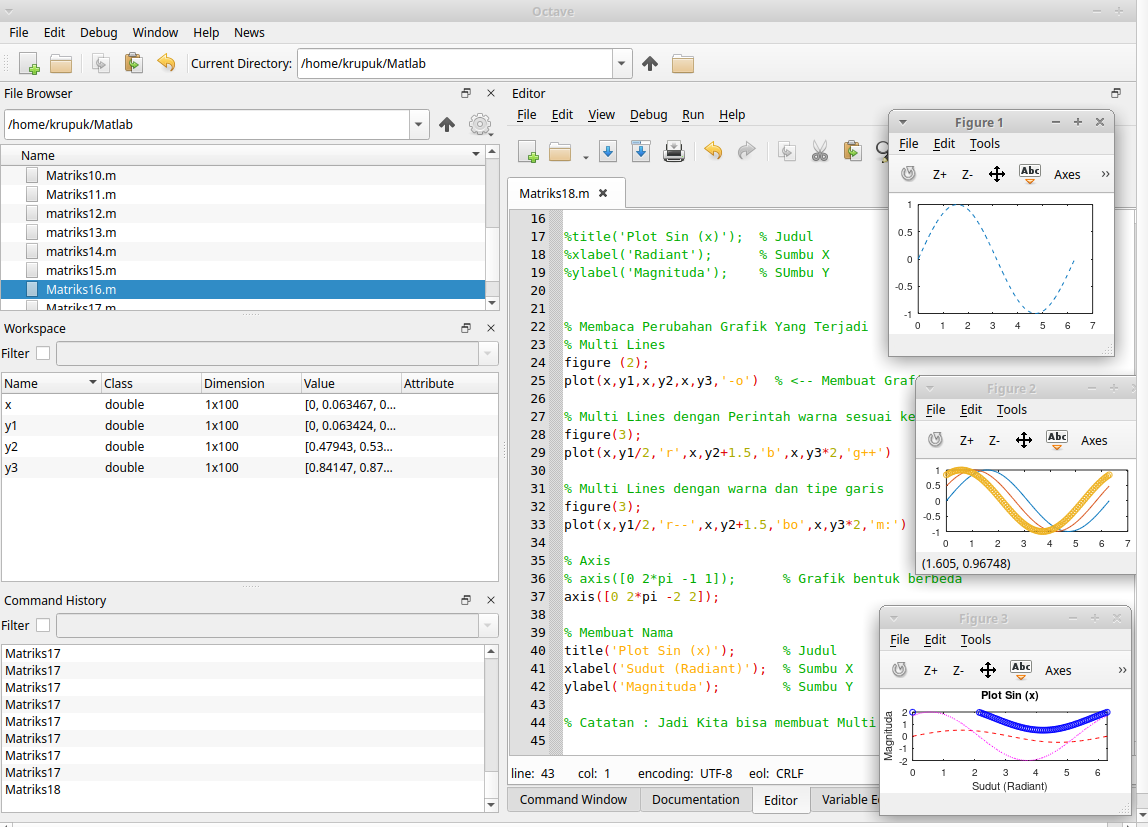 Octave
File Edit Debug Window Help News
Current Directory: /home/krupuk/Matlab
File Browser
/home/krupuk/Matlab
Name
Matriks10.m
Matriks11.m
matriks12.m
matriks13.m
matriks14.m
matriks15.m
Matriks16.m
Matriks17.m
Workspace
Filter
Name Class Dimension Value Attribute
x double 1x100 [0, 0.063467, 0...
y1 double 1x100 [0, 0.063424, 0...
y2 double 1x100 [0.47943, 0.53...
y3 double 1x100 [0.84147, 0.87...
Command History
Filter
Matriks17
Matriks17
Matriks17
Matriks17
Matriks17
Matriks17
Matriks17
Matriks17
Matriks18
Editor
File Edit View Debug Run Help
Matriks18.m
16
17 %title('Plot Sin (x)'); % Judul
18 %xlabel('Radiant'); % Sumbu X
19 %ylabel('Magnituda'); % SUmbu Y
20
21
22 % Membaca Perubahan Grafik Yang Terjadi
23 % Multi Lines
24 figure (2);
25 plot(x,y1,x,y2,x,y3,'-o') % <-- Membuat Graf
26
27 % Multi Lines dengan Perintah warna sesuai ke
28 figure(3);
29 plot(x,y1/2,'r',x,y2+1.5,'b',x,y3*2,'g++')
30
31 % Multi Lines dengan warna dan tipe garis
32 figure(3);
33 plot(x,y1/2,'r--',x,y2+1.5,'bo',x,y3*2,'m:')
34
35 % Axis
36 % axis([0 2*pi -1 1]); % Grafik bentuk berbeda
37 axis([0 2*pi -2 2]);
38
39 % Membuat Nama
40 title('Plot Sin (x)'); % Judul
41 xlabel('Sudut (Radiant)'); % Sumbu X
42 ylabel('Magnituda'); % Sumbu Y
43
44 % Catatan : Jadi Kita bisa membuat Multi
45
line: 43 col: 1 encoding: UTF-8 eol: CRLF
Command Window Documentation Editor Variable E
Figure 1
File Edit Tools
Z+ Z- Abc Axes »
1
0.5
0
-0.5
-1
0 1 2 3 4 5 6 7
Figure 2
File Edit Tools
Z+ Z- Abc Axes
1
0.5
0
-0.5
-1
0 1 2 3 4 5 6 7
(1.605, 0.96748)
Figure 3
File Edit Tools
Z+ Z- Abc Axes »
Plot Sin (x)
Magnituda
2
1
0
-1
-2
0 1 2 3 4 5 6
Sudut (Radiant)